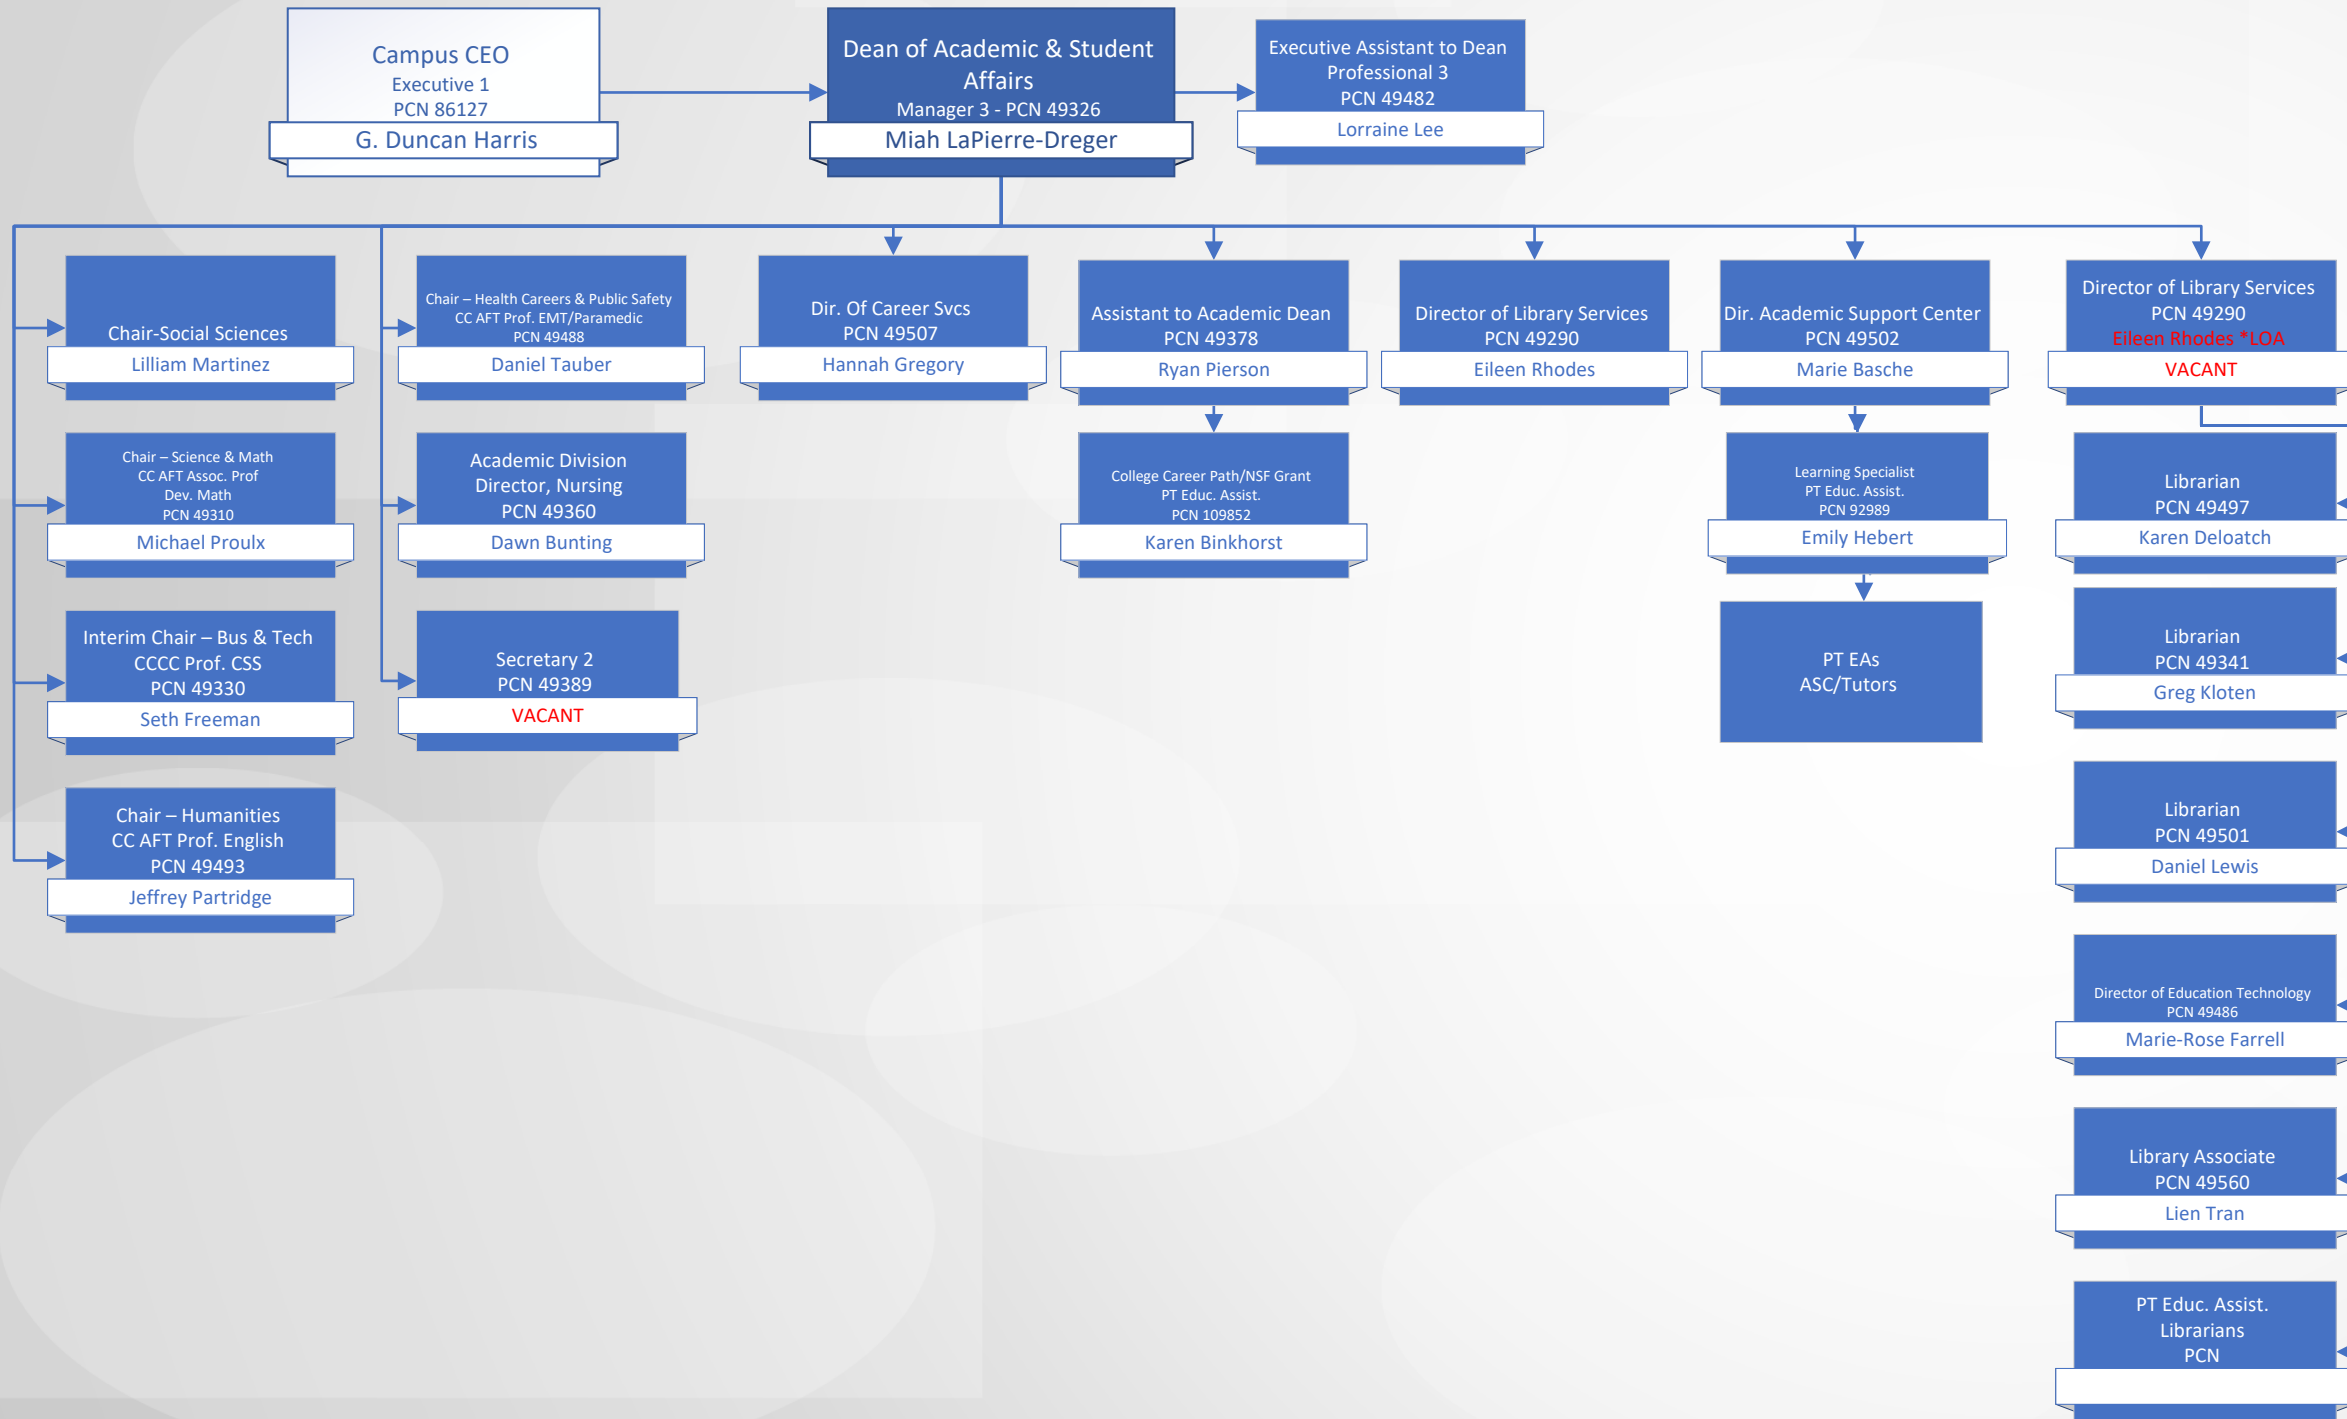 Campus CEO
Executive 1
PCN 86127
G. Duncan Harris
Dean of Academic & Student
Affairs
Manager 3 - PCN 49326
Miah LaPierre-Dreger
Executive Assistant to Dean
Professional 3
PCN 49482
Lorraine Lee
Chair-Social Sciences
Lilliam Martinez
Chair – Health Careers & Public Safety
CC AFT Prof. EMT/Paramedic
PCN 49488
Daniel Tauber
Dir. Of Career Svcs
PCN 49507
Hannah Gregory
Assistant to Academic Dean
PCN 49378
Ryan Pierson
Director of Library Services
PCN 49290
Eileen Rhodes
Dir. Academic Support Center
PCN 49502
Marie Basche
Director of Library Services
PCN 49290
Eileen Rhodes *LOA
VACANT
Chair – Science & Math
CC AFT Assoc. Prof
Dev. Math
PCN 49310
Michael Proulx
Academic Division
Director, Nursing
PCN 49360
Dawn Bunting
College Career Path/NSF Grant
PT Educ. Assist.
PCN 109852
Karen Binkhorst
Learning Specialist
PT Educ. Assist.
PCN 92989
Emily Hebert
Librarian
PCN 49497
Karen Deloatch
Interim Chair – Bus & Tech
CCCC Prof. CSS
PCN 49330
Seth Freeman
Secretary 2
PCN 49389
VACANT
PT EAs
ASC/Tutors
Librarian
PCN 49341
Greg Kloten
Chair – Humanities
CC AFT Prof. English
PCN 49493
Jeffrey Partridge
Librarian
PCN 49501
Daniel Lewis
Director of Education Technology
PCN 49486
Marie-Rose Farrell
Library Associate
PCN 49560
Lien Tran
PT Educ. Assist.
Librarians
PCN